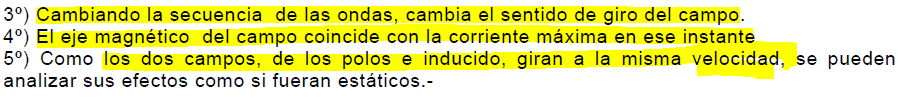 3º) Cambiando la secuencia de las ondas, cambia el sentido de giro del campo.
4º) El eje magnético del campo coincide con la corriente máxima en ese instante
5º) Como los dos campos, de los polos e inducido, giran a la misma velocidad, se pueden
analizar sus efectos como si fueran estáticos.-